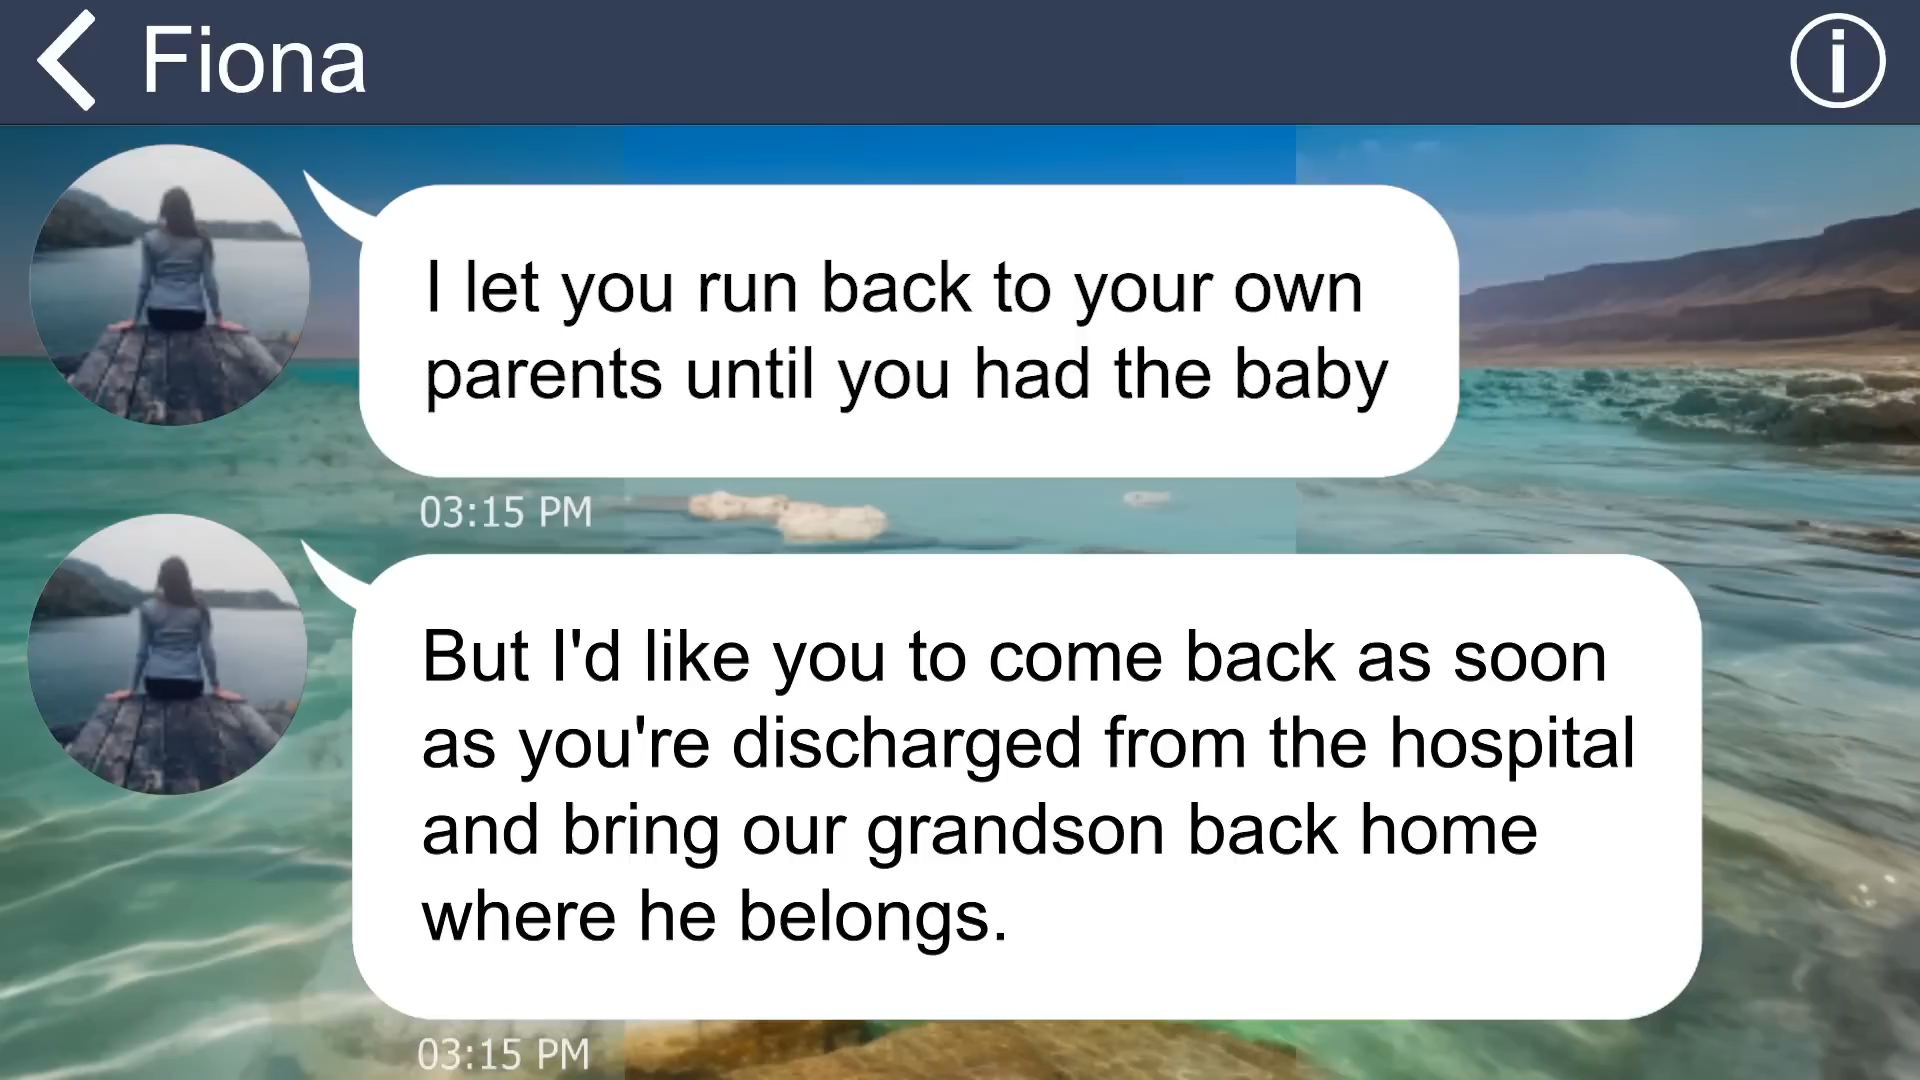 Fiona
I let you run back to your own
parents until you had the baby
03:15 PM
But I'd like you to come back as soon
as you're discharged from the hospital
and bring our grandson back home
where he belongs.
03:15 PM